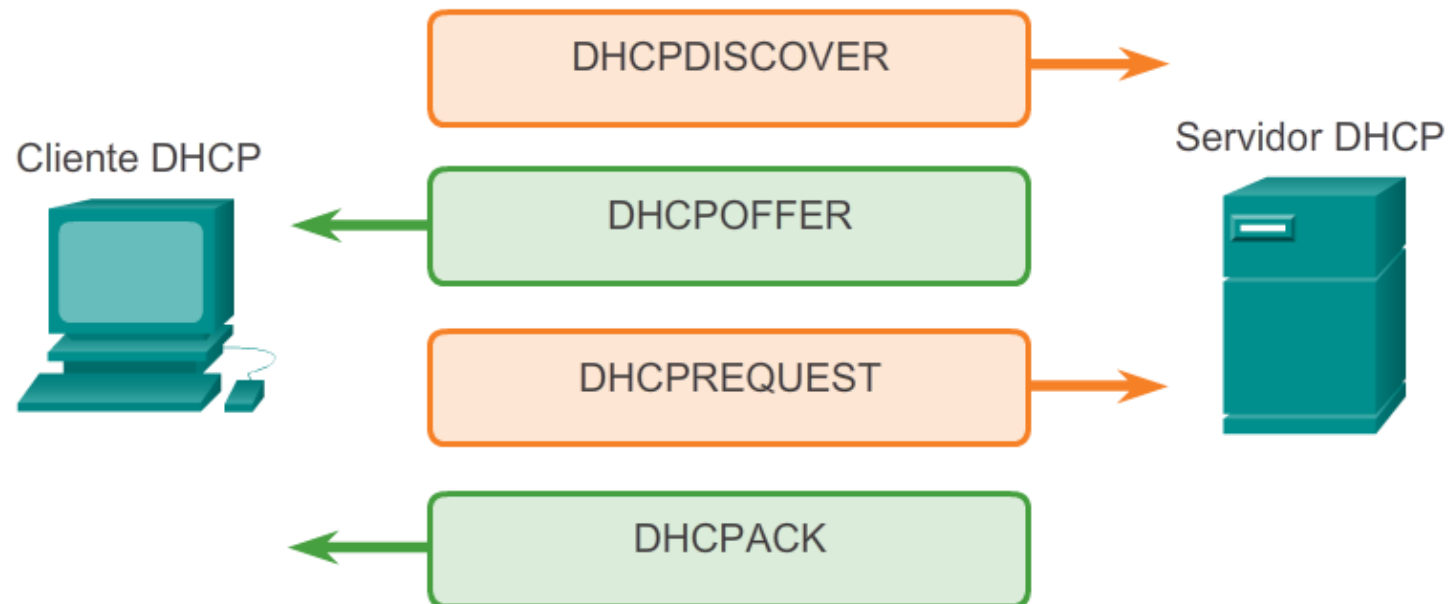 DHCPDISCOVER
Cliente DHCP
Servidor DHCP
DHCPOFFER
DHCPREQUEST
DHCPACK